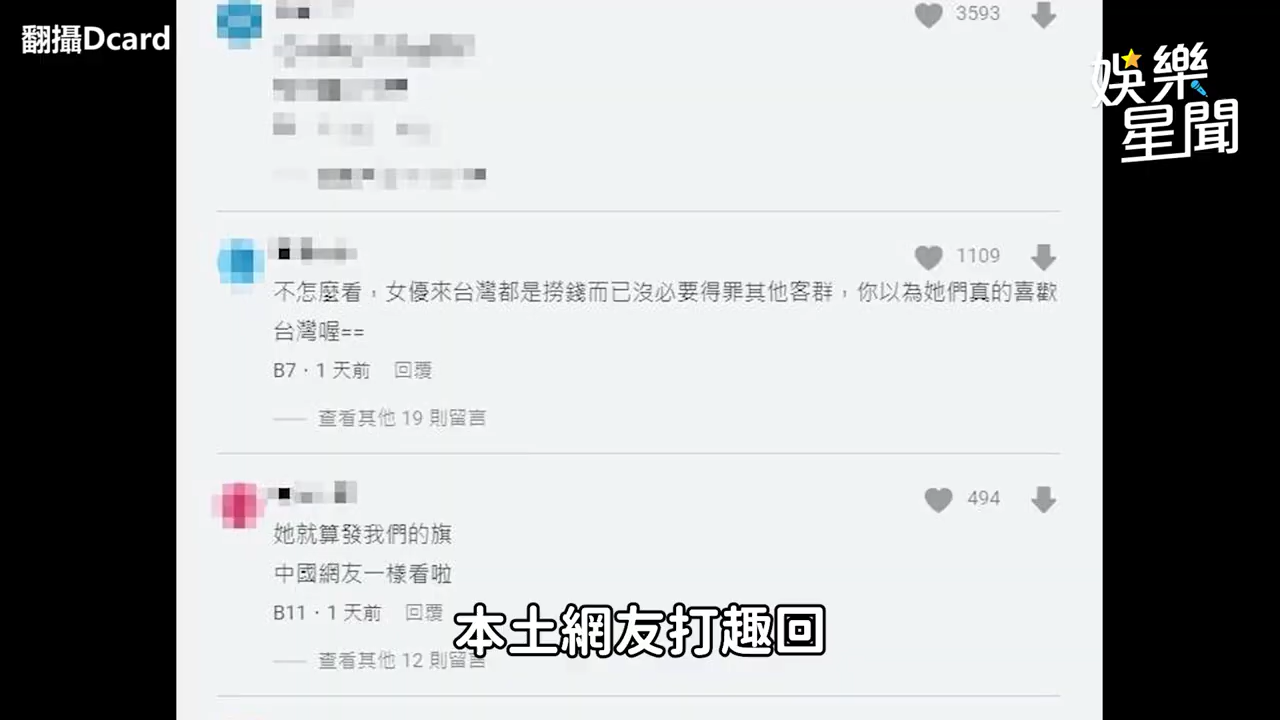 翻攝Dcard
娛樂
星聞
3593
1109
不怎麼看，女優來台灣都是撈錢而已沒必要得罪其他客群，你以為她們真的喜歡
台灣喔==
B7．1 天前 回覆
查看其他 19 則留言
494
她就算發我們的旗
中國網友一樣看啦
B11．1 天前 回覆
查看其他 12 則留言
本土網友打趣回